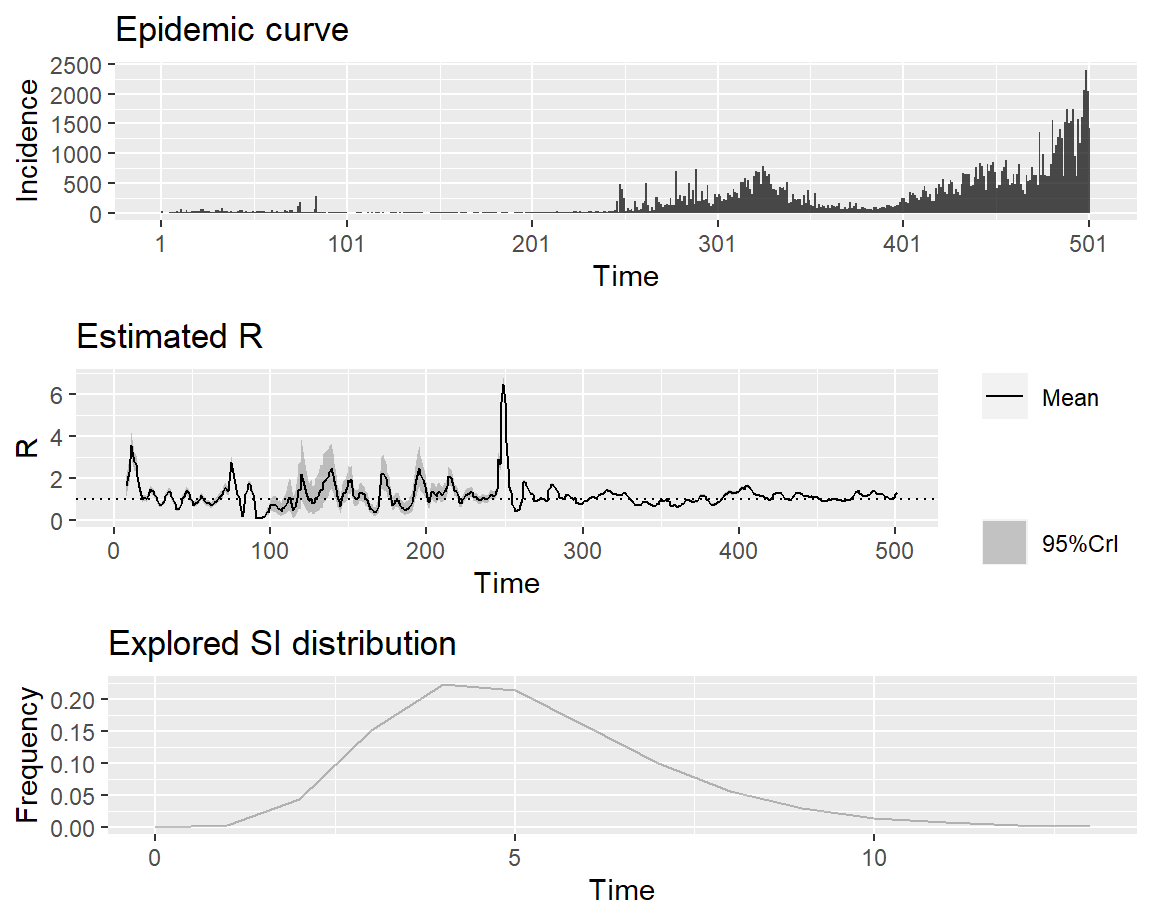 Epidemic curve
2500
2000
1500
1000
500
0
Incidence
1 101 201 301 401 501
Time
Estimated R
6
4
2
0
R
0 100 200 300 400 500
Time
Mean
95%CrI
Explored SI distribution
0.20
0.15
0.10
0.05
0.00
Frequency
0 5 10
Time